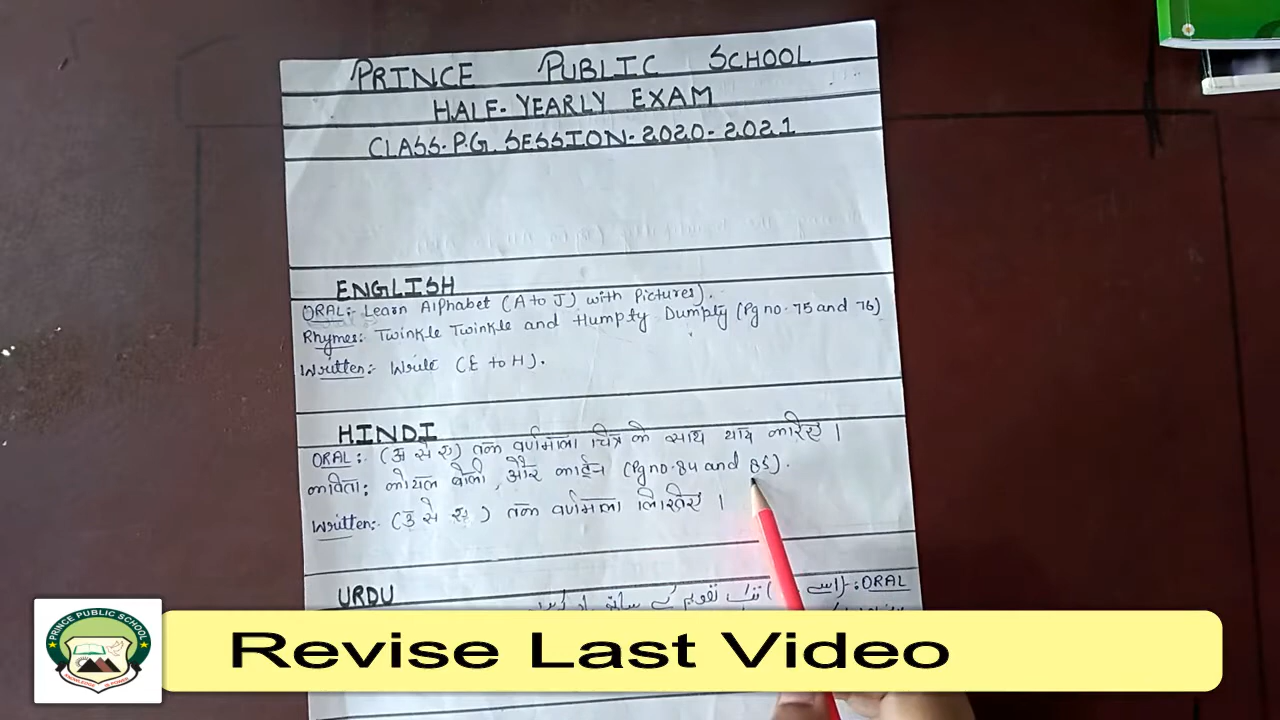 PRINCE PUBLIC SCHOOL
HALF-YEARLY EXAM
CLASS-P.G. SESSION-2020-2021
ENGLISH
ORAL:- Learn Alphabet (A to J) with Pictures).
Rhymes: Twinkle Twinkle and Humpty Dumpty (Pg no-75 and 76)
Written:- Write (E to H).
HINDI
ORAL:- (अ से ए) तक वर्णमाला चित्र के साथ याद करिए।
कविता: कोयल बोली, और (Pg no-84 and 85).
Written:- (उ से ए) तक वर्णमाला लिखिए।
URDU
ORAL:-
PRINCE PUBLIC SCHOOL
KNOWLEDGE IS POWER
Revise Last Video